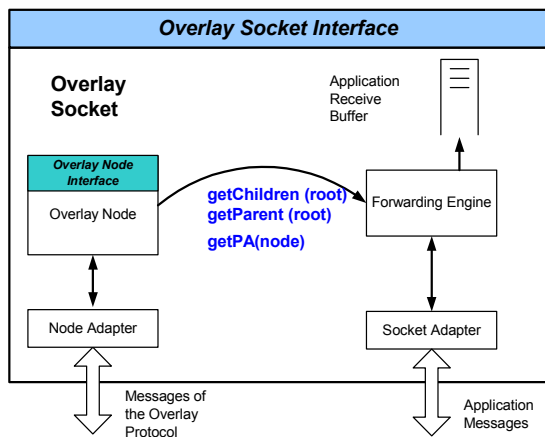 Overlay Socket Interface
Overlay
Socket
Application
Receive
Buffer
Overlay Node
Interface
Overlay Node
getChildren (root)
getParent (root)
getPA(node)
Forwarding Engine
Node Adapter
Socket Adapter
Messages of
the Overlay
Protocol
Application
Messages